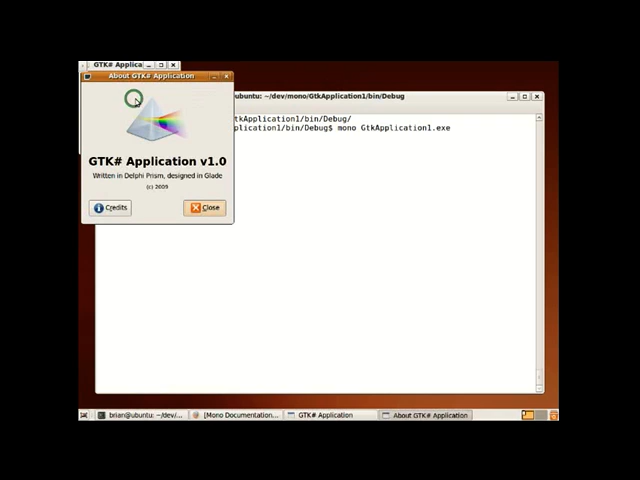 GTK# Applica
About GTK# Application
ubuntu: ~/dev/mono/GtkApplication1/bin/Debug
tkApplication1/bin/Debug/
plication1/bin/Debug$ mono GtkApplication1.exe
GTK# Application v1.0
Written in Delphi Prism, designed in Glade
(c) 2009
Credits
Close
brian@ubuntu: ~/dev/...
[Mono Documentation...
GTK# Application
About GTK# Application